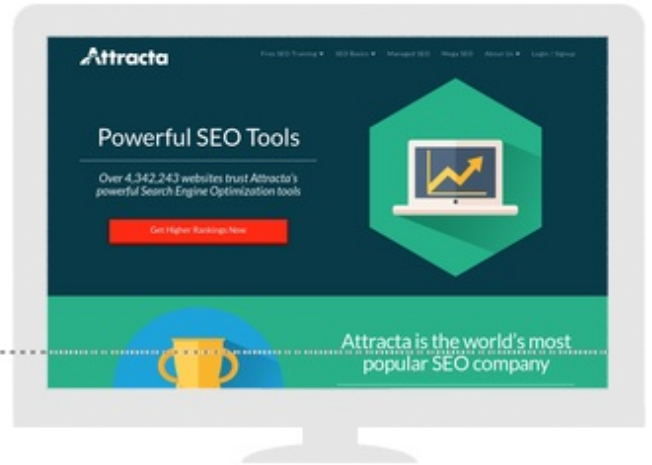 Attracta
Free SEO Training SEO Basics Managed SEO Mega SEO About Us Login / Signup
Powerful SEO Tools
Over 4,342,243 websites trust Attracta's
powerful Search Engine Optimization tools
Get Higher Rankings Now
Attracta is the world's most
popular SEO company